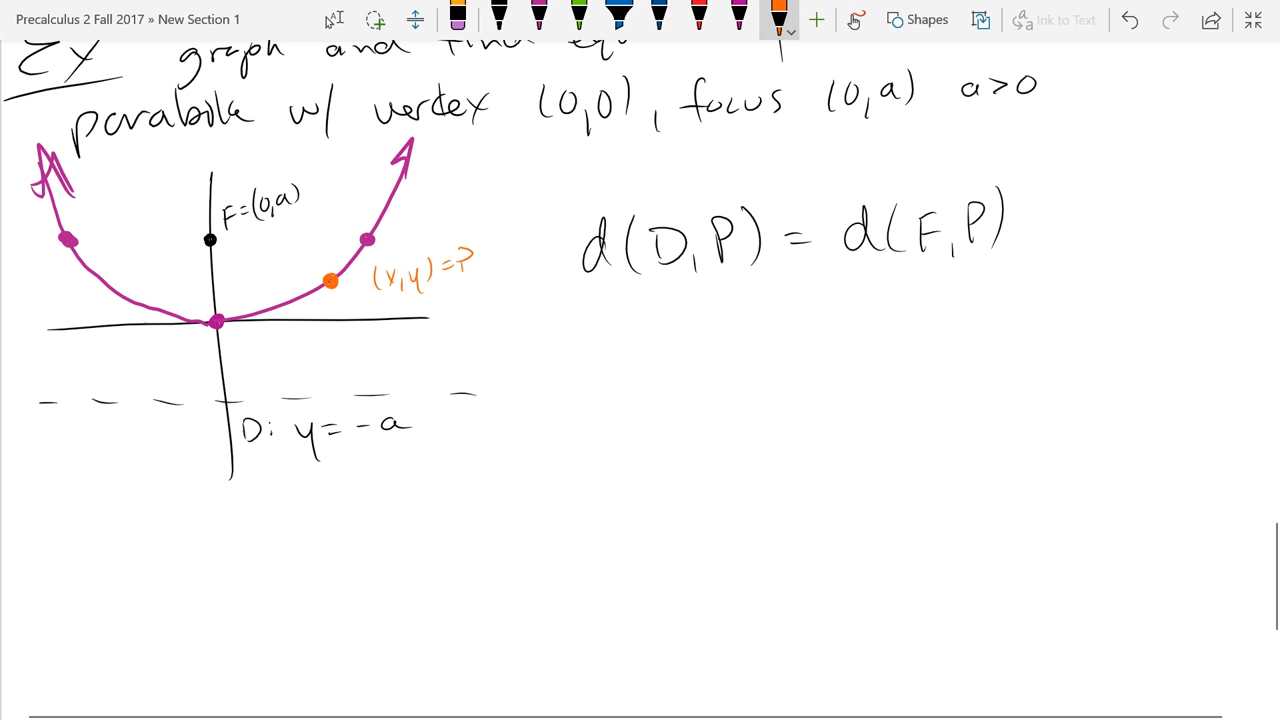 Precalculus 2 Fall 2017 » New Section 1
Shapes
Ink to Text
Ex graph and find
parabola w/ vertex (0,0), focus (0,a) a>0
F=(0,a)
d(D,P) = d(F,P)
(x,y)=P
D: y=-a